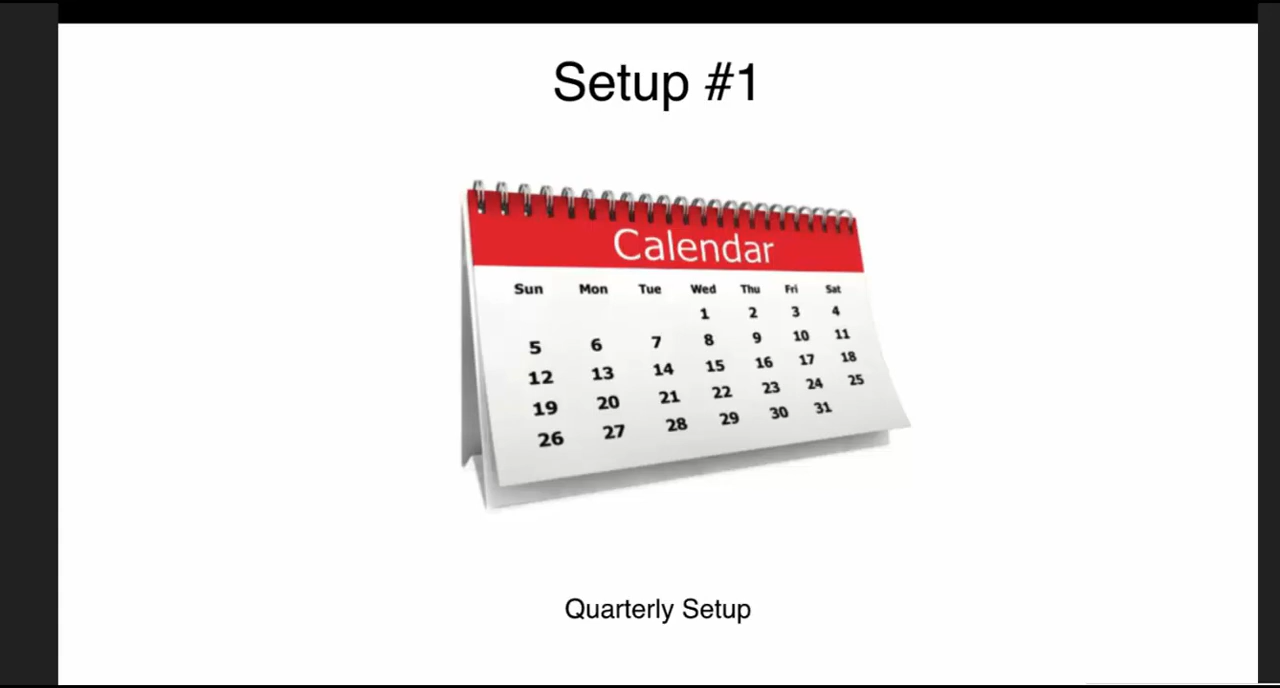 Setup #1
Calendar
Sun Mon Tue Wed Thu Fri Sat
1 2 3 4
5 6 7 8 9 10 11
12 13 14 15 16 17 18
19 20 21 22 23 24 25
26 27 28 29 30 31
Quarterly Setup